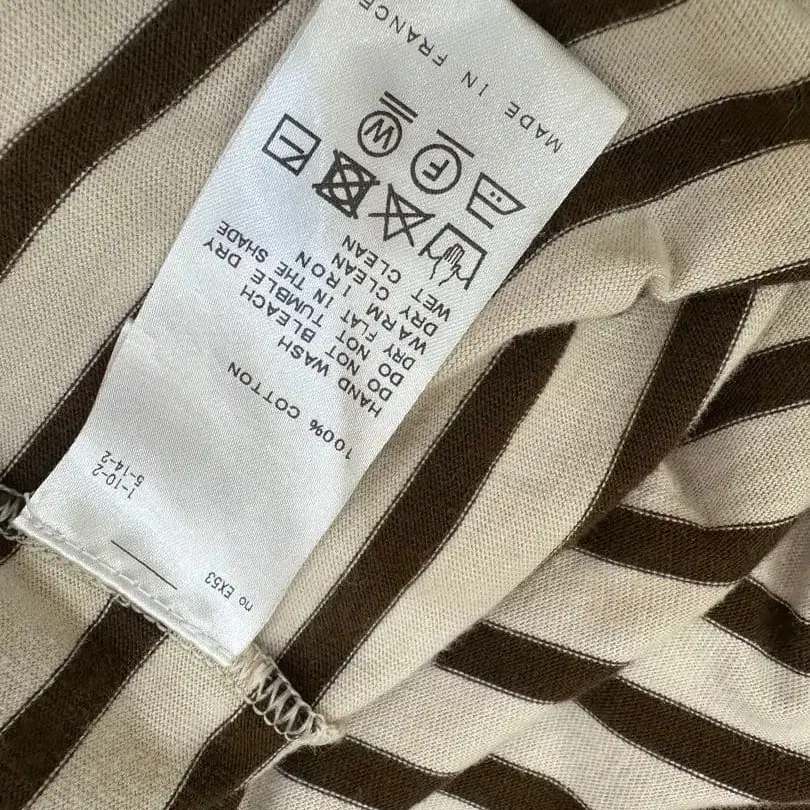 no EX53
1-10-2
5-14-2
100% COTTON
HAND WASH
DO NOT BLEACH
DO NOT TUMBLE DRY
DRY FLAT IN THE SHADE
WARM IRON
DRY CLEAN
WET CLEAN
F
W
MADE IN FRANCE